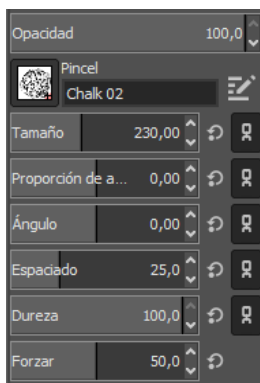 Opacidad 100,0
Pincel
Chalk 02
Tamaño 230,00
Proporción de a... 0,00
Ángulo 0,00
Espaciado 25,0
Dureza 100,0
Forzar 50,0